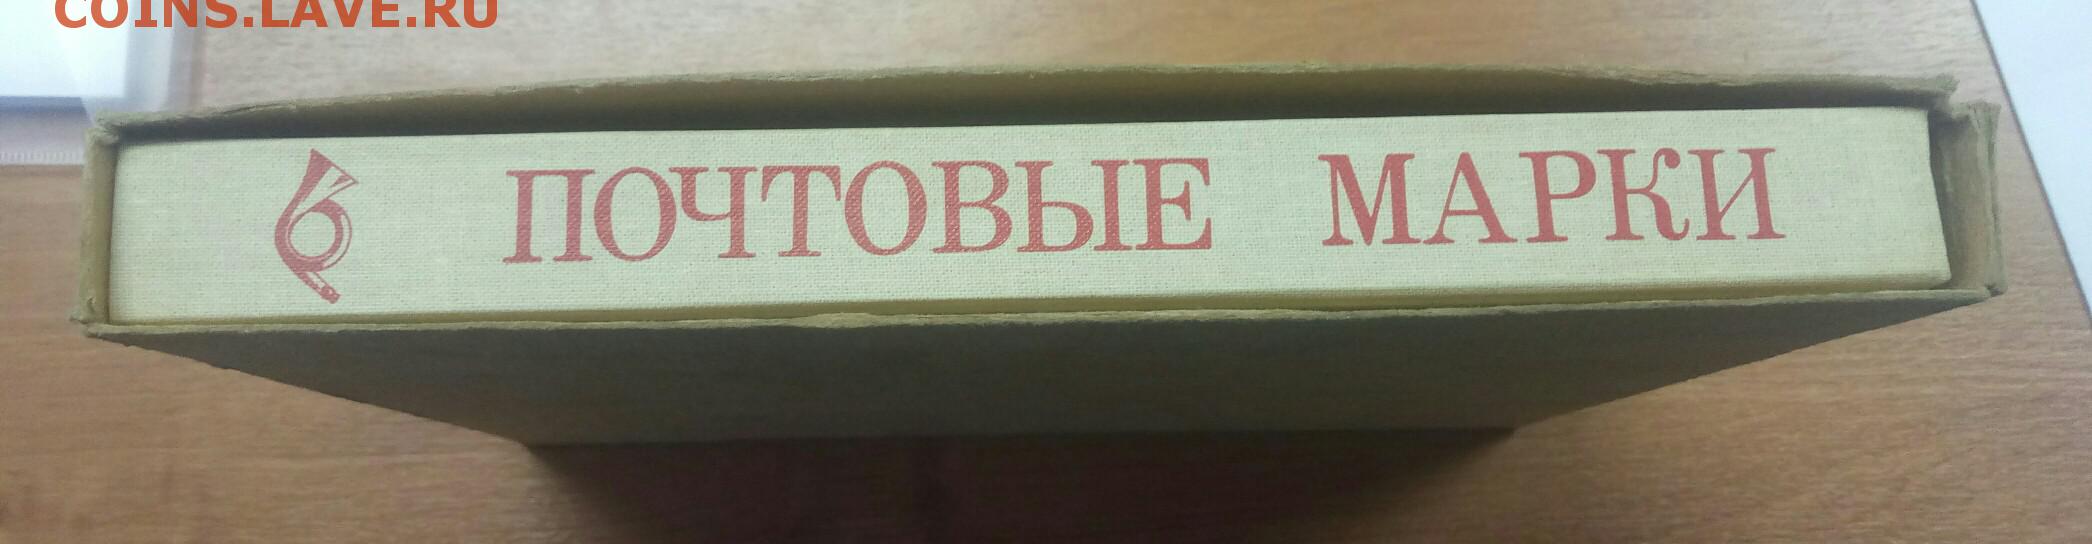 COINS.LAVE.RU
ПОЧТОВЫЕ МАРКИ